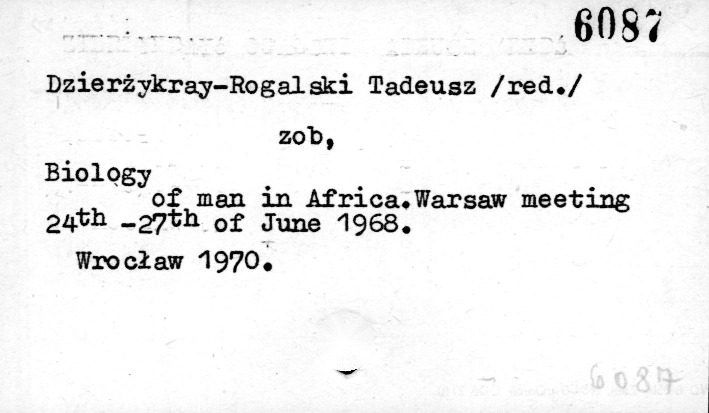 6087
Dzierżykray-Rogalski Tadeusz /red./
zob,
Biology
of man in Africa.Warsaw meeting
24th -27th of June 1968.
Wrocław 1970.
6087